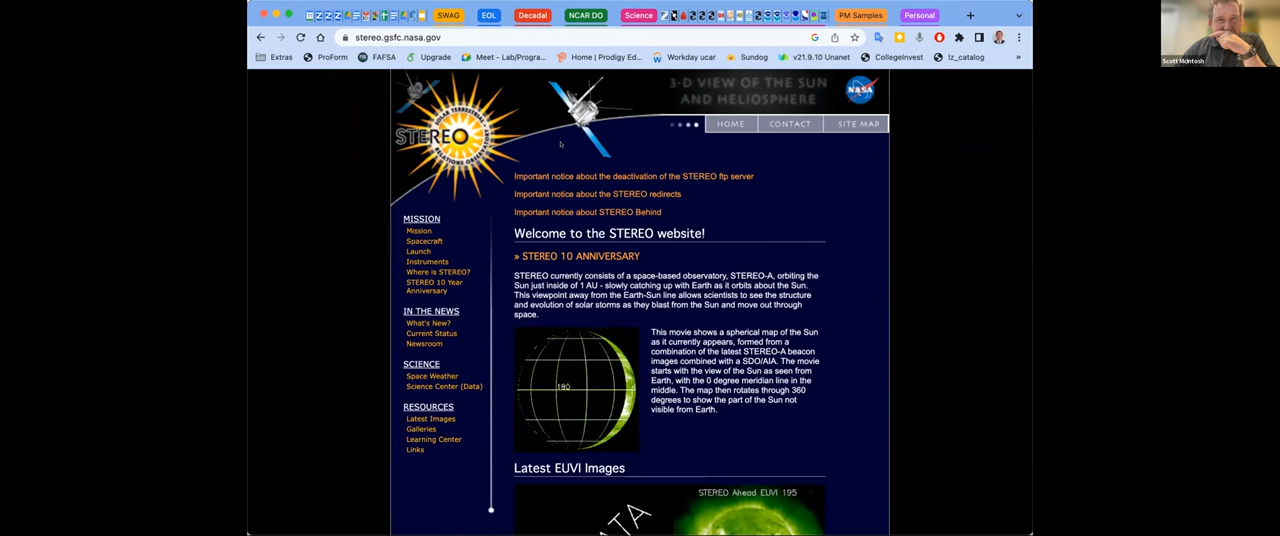 SWAG
EOL
Decadal
NCAR DO
Science
PM Samples
Personal
stereo.gsfc.nasa.gov
Extras
ProForm
FAFSA
Upgrade
Meet - Lab/Progra...
Home | Prodigy Ed...
Workday ucar
Sundog
v21.9.10 Unanet
CollegeInvest
lz_catalog
»
Scott McIntosh
3-D VIEW OF THE SUN
AND HELIOSPHERE
NASA
SOLAR TERRESTRIAL
STEREO
RELATIONS OBSERVATORY
HOME
CONTACT
SITE MAP
Important notice about the deactivation of the STEREO ftp server
Important notice about the STEREO redirects
Important notice about STEREO Behind
MISSION
Mission
Spacecraft
Launch
Instruments
Where is STEREO?
STEREO 10 Year
Anniversary
IN THE NEWS
What's New?
Current Status
Newsroom
SCIENCE
Space Weather
Science Center (Data)
RESOURCES
Latest Images
Galleries
Learning Center
Links
Welcome to the STEREO website!
» STEREO 10 ANNIVERSARY
STEREO currently consists of a space-based observatory, STEREO-A, orbiting the
Sun just inside of 1 AU - slowly catching up with Earth as it orbits about the Sun.
This viewpoint away from the Earth-Sun line allows scientists to see the structure
and evolution of solar storms as they blast from the Sun and move out through
space.
180
This movie shows a spherical map of the Sun
as it currently appears, formed from a
combination of the latest STEREO-A beacon
images combined with a SDO/AIA. The movie
starts with the view of the Sun as seen from
Earth, with the 0 degree meridian line in the
middle. The map then rotates through 360
degrees to show the part of the Sun not
visible from Earth.
Latest EUVI Images
STEREO Ahead EUVI 195